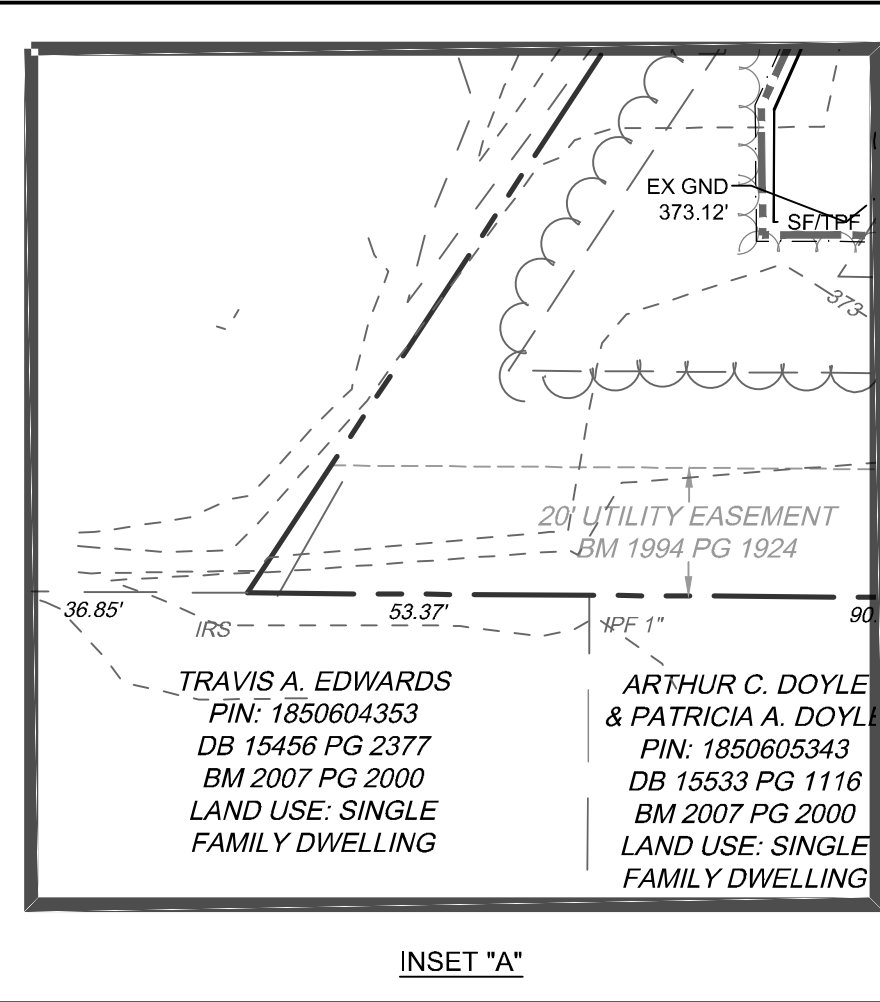 EX GND
373.12'
SF/TPF
373
20' UTILITY EASEMENT
BM 1994 PG 1924
36.85'
53.37'
90.
IRS
IPF 1"
TRAVIS A. EDWARDS
PIN: 1850604353
DB 15456 PG 2377
BM 2007 PG 2000
LAND USE: SINGLE
FAMILY DWELLING
ARTHUR C. DOYLE
& PATRICIA A. DOYLE
PIN: 1850605343
DB 15533 PG 1116
BM 2007 PG 2000
LAND USE: SINGLE
FAMILY DWELLING
INSET "A"